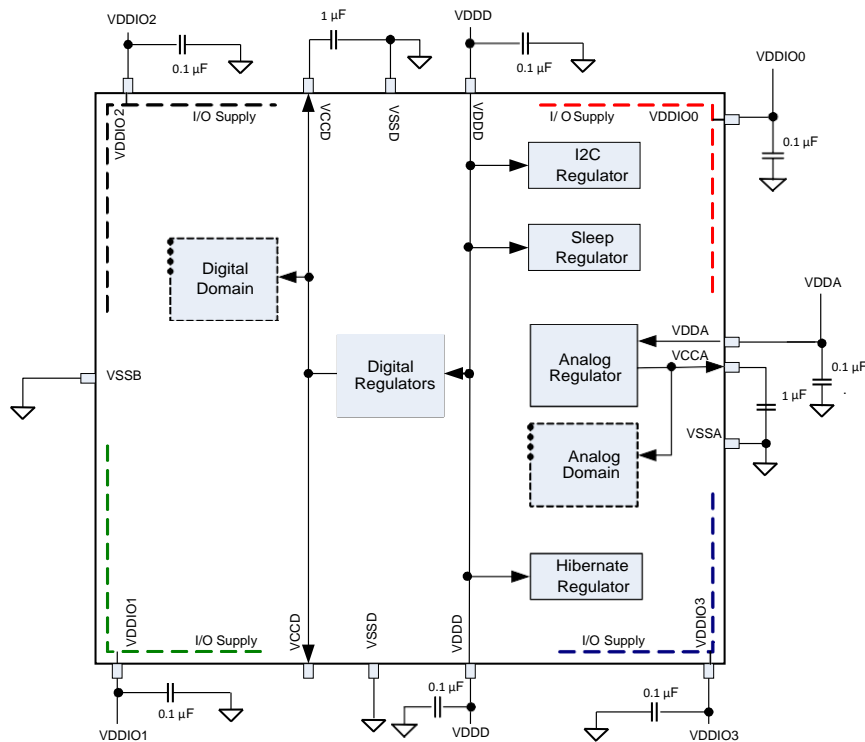 VDDIO2
1 µF
VDDD
0.1 µF
0.1 µF
VDDIO0
0.1 µF
I/O Supply
VDDIO2
VCCD
VSSD
VDDD
I/ O Supply
VDDIO0
I2C
Regulator
Sleep
Regulator
Digital
Domain
VDDA
VDDA
Analog
Regulator
VCCA
0.1 µF
1 µF
Digital
Regulators
VSSB
VSSA
Analog
Domain
Hibernate
Regulator
VDDIO1
I/O Supply
VCCD
VSSD
VDDD
I/O Supply
VDDIO3
0.1 µF
0.1 µF
0.1 µF
VDDIO1
VDDD
VDDIO3